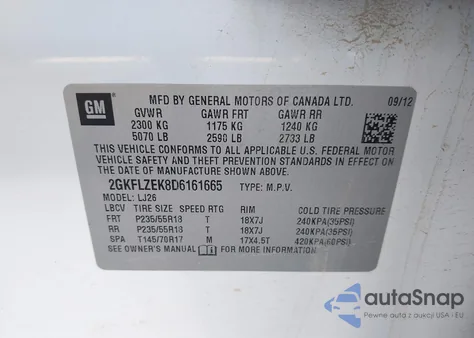 GM
MFD BY GENERAL MOTORS OF CANADA LTD. 09/12
GVWR GAWR FRT GAWR RR
2300 KG 1175 KG 1240 KG
5070 LB 2590 LB 2733 LB
THIS VEHICLE CONFORMS TO ALL APPLICABLE U.S. FEDERAL MOTOR VEHICLE
SAFETY AND THEFT PREVENTION STANDARDS IN EFFECT ON
THE DATE OF MANUFACTURE SHOWN ABOVE.
2GKFLZEK8D6161665 TYPE: M.P.V.
MODEL: LJ26
LBCV TIRE SIZE SPEED RTG RIM COLD TIRE PRESSURE
FRT P235/55R18 T 18X7J 240KPA(35PSI)
RR P235/55R18 T 18X7J 240KPA(35PSI)
SPA T145/70R17 M 17X4.5T 420KPA(60PSI)
SEE OWNER'S MANUAL FOR MORE INFORMATION
autoSnap
Pewne auta z aukcji USA - EU